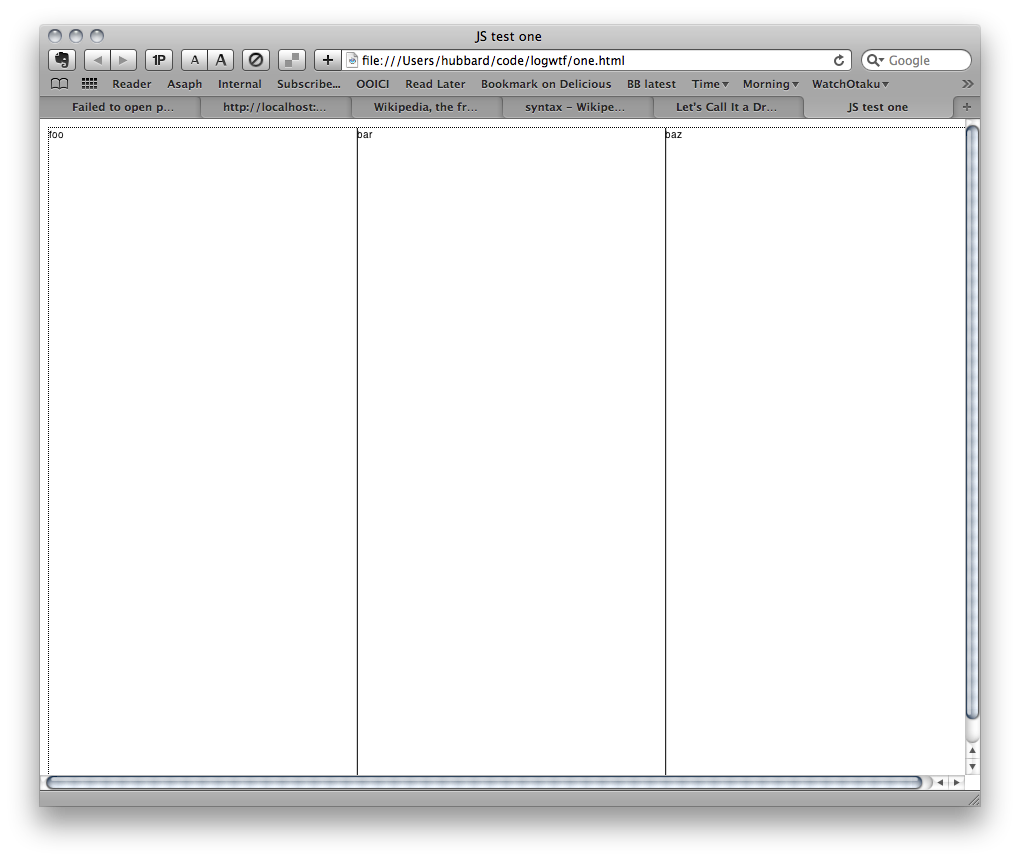 JS test one
1P A A + file:///Users/hubbard/code/logwtf/one.html Google
Reader Asaph Internal Subscribe... OOICI Read Later Bookmark on Delicious BB latest Time Morning WatchOtaku
Failed to open p... http://localhost:... Wikipedia, the fr... syntax – Wikipe... Let's Call It a Dr... JS test one +
foo bar baz